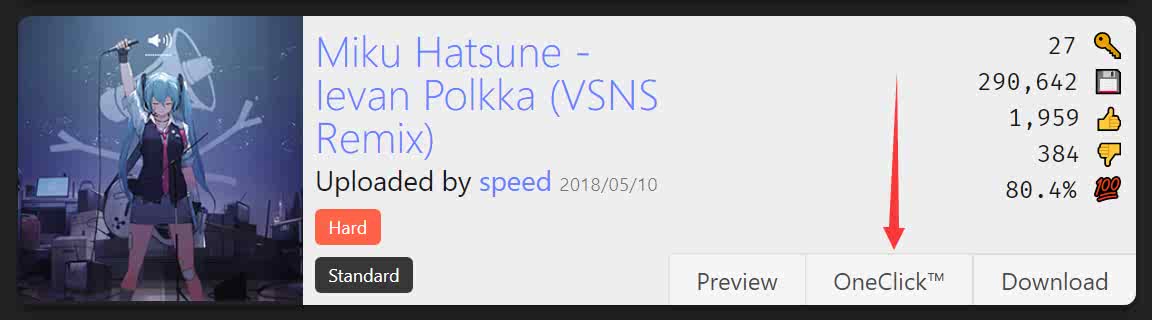 Miku Hatsune -
Ievan Polkka (VSNS
Remix)
Uploaded by speed 2018/05/10
Hard
Standard
27
290,642
1,959
384
80.4%
Preview
OneClick™
Download